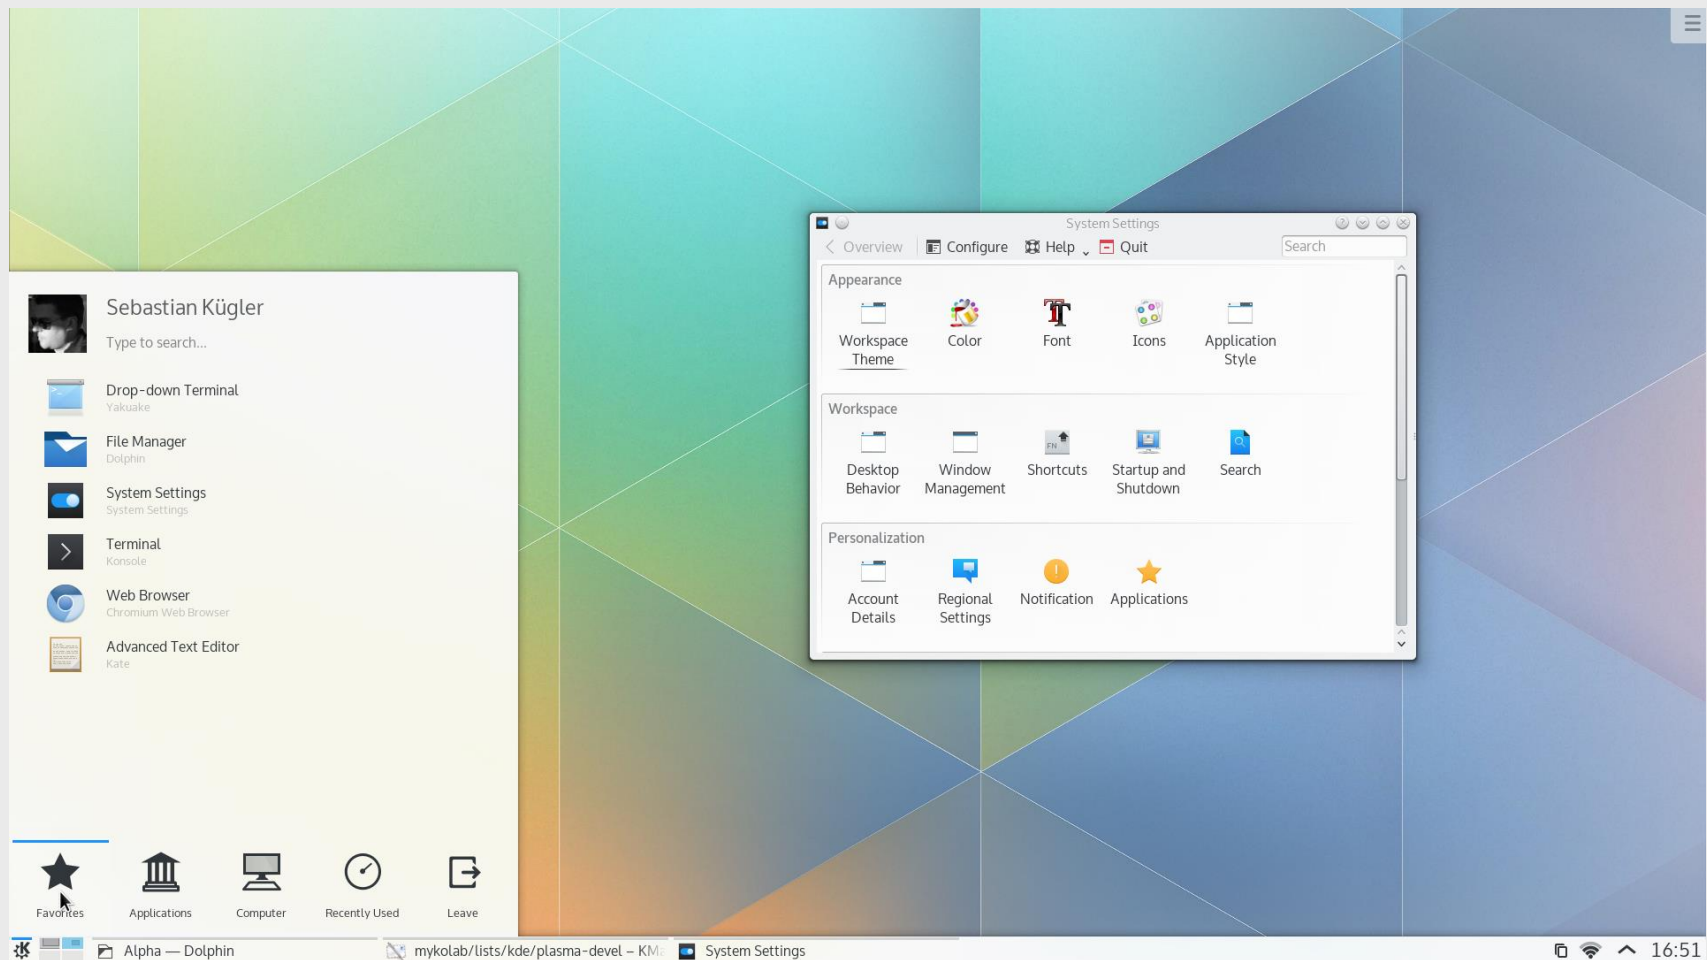 Sebastian Kügler
Type to search...
Drop-down Terminal
Yakuake
File Manager
Dolphin
System Settings
System Settings
Terminal
Konsole
Web Browser
Chromium Web Browser
Advanced Text Editor
Kate
Favorites
Applications
Computer
Recently Used
Leave
System Settings
Overview
Configure
Help
Quit
Search
Appearance
Workspace
Theme
Color
Font
Icons
Application
Style
Workspace
Desktop
Behavior
Window
Management
FN
Shortcuts
Startup and
Shutdown
Search
Personalization
Account
Details
Regional
Settings
Notification
Applications
Alpha — Dolphin
mykolab/lists/kde/plasma-devel – KMa
System Settings
16:51